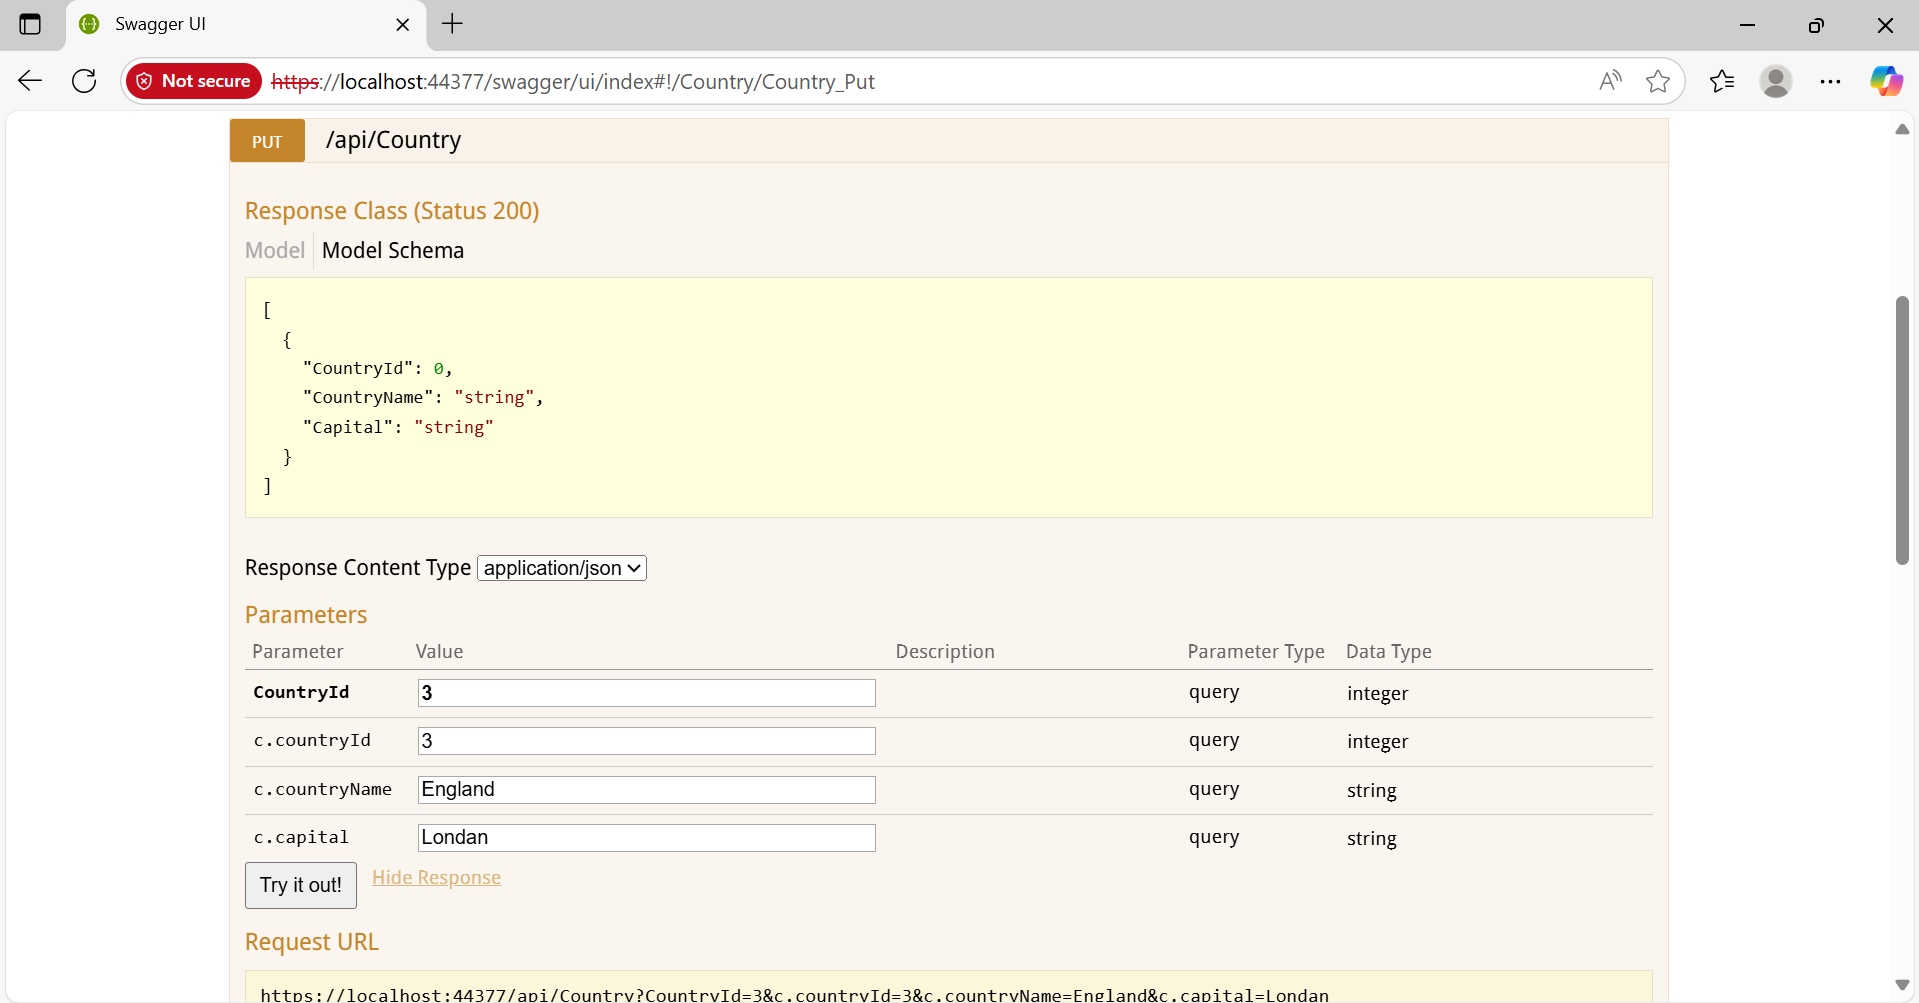 Swagger UI
Not secure https://localhost:44377/swagger/ui/index#!/Country/Country_Put
PUT /api/Country
Response Class (Status 200)
Model Model Schema
[
{
"CountryId": 0,
"CountryName": "string",
"Capital": "string"
}
]
Response Content Type application/json
Parameters
Parameter Value Description Parameter Type Data Type
CountryId 3 query integer
c.countryId 3 query integer
c.countryName England query string
c.capital Londan query string
Try it out! Hide Response
Request URL
https://localhost:44377/api/Country?CountryId=3&c.countryId=3&c.countryName=England&c.capital=Londan